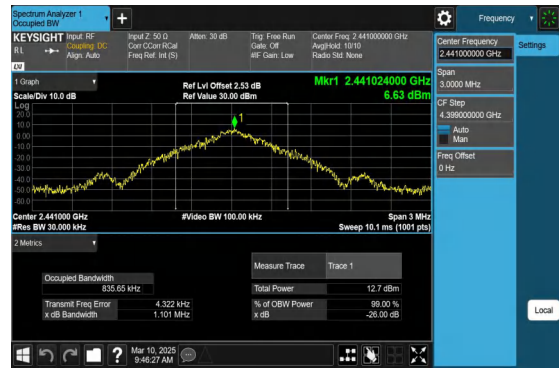 Spectrum Analyzer 1
Occupied BW
+
Frequency
KEYSIGHT
RL
LXI
Input: RF
Coupling: DC
Align: Auto
Input Z: 50 Ω
Corr CCorr RCal
Freq Ref: Int (S)
Atten: 30 dB
Trig: Free Run
Gate: Off
#IF Gain: Low
Center Freq: 2.441000000 GHz
Avg|Hold: 10/10
Radio Std: None
Center Frequency
2.441000000 GHz
Settings
Span
3.0000 MHz
CF Step
4.399000000 GHz
Auto
Man
Freq Offset
0 Hz
Local
1 Graph
Scale/Div 10.0 dB
Ref Lvl Offset 2.53 dB
Ref Value 30.00 dBm
Mkr1 2.441024000 GHz
6.63 dBm
Log
20.0
10.0
0.00
-10.0
-20.0
-30.0
-40.0
-50.0
-60.0
1
Center 2.441000 GHz
#Res BW 30.000 kHz
#Video BW 100.00 kHz
Span 3 MHz
Sweep 10.1 ms (1001 pts)
2 Metrics
Occupied Bandwidth
835.65 kHz
Transmit Freq Error 4.322 kHz
x dB Bandwidth 1.101 MHz
Measure Trace Trace 1
Total Power 12.7 dBm
% of OBW Power 99.00 %
x dB -26.00 dB
?
Mar 10, 2025
9:46:27 AM